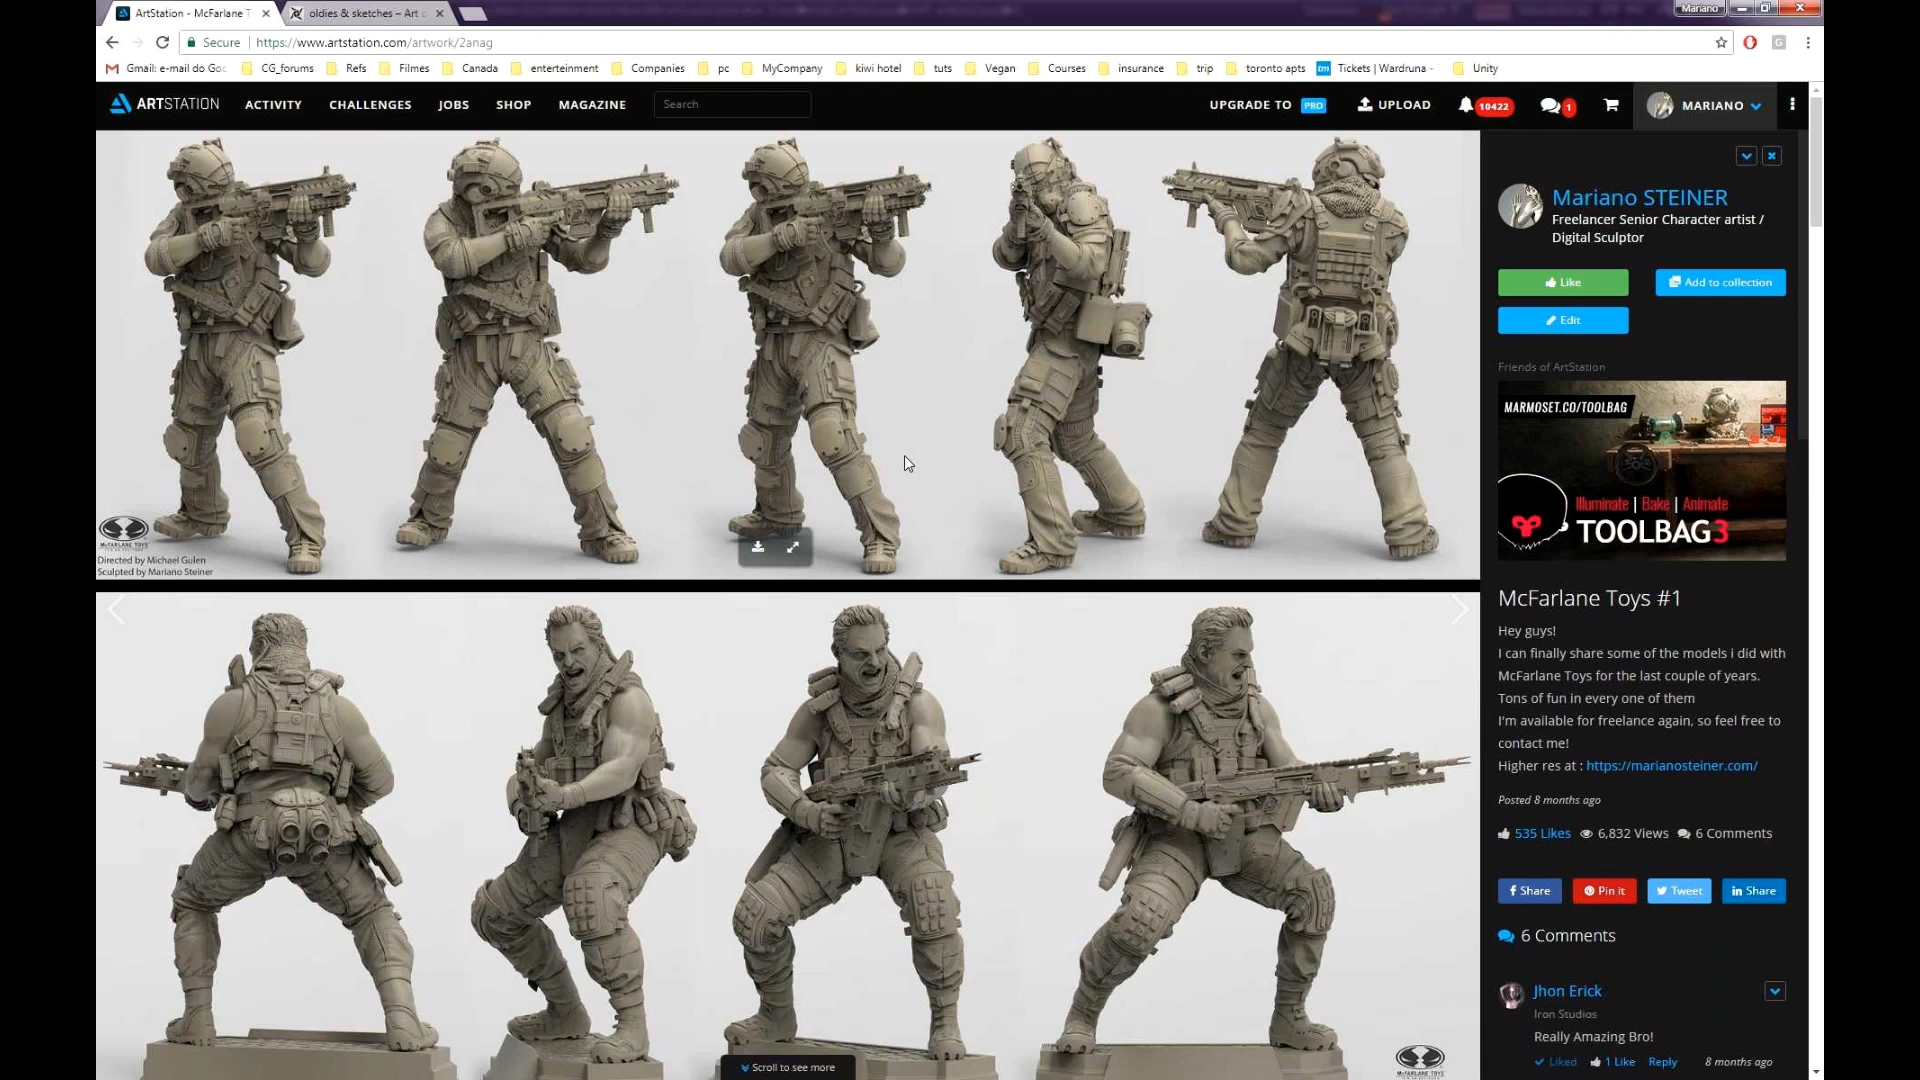 ArtStation - McFarlane T
oldies & sketches – Art o
Mariano
Secure
https://www.artstation.com/artwork/2anag
Gmail: e-mail do Goo
CG_forums
Refs
Filmes
Canada
enterteinment
Companies
pc
MyCompany
kiwi hotel
tuts
Vegan
Courses
insurance
trip
toronto apts
tm
Tickets | Wardruna -
Unity
ARTSTATION
ACTIVITY
CHALLENGES
JOBS
SHOP
MAGAZINE
Search
UPGRADE TO PRO
UPLOAD
10422
1
MARIANO
Mariano STEINER
Freelancer Senior Character artist /
Digital Sculptor
Like
Add to collection
Edit
Friends of ArtStation
MARMOSET.CO/TOOLBAG
Illuminate | Bake | Animate
TOOLBAG3
McFARLANE TOYS
Directed by Michael Gulen
Sculpted by Mariano Steiner
McFarlane Toys #1
Hey guys!
I can finally share some of the models i did with
McFarlane Toys for the last couple of years.
Tons of fun in every one of them
I'm available for freelance again, so feel free to
contact me!
Higher res at : https://marianosteiner.com/
Posted 8 months ago
535 Likes 6,832 Views 6 Comments
Share
Pin it
Tweet
in Share
6 Comments
Jhon Erick
Iron Studios
Really Amazing Bro!
Liked 1 Like Reply 8 months ago
Scroll to see more
McFARLANE TOYS